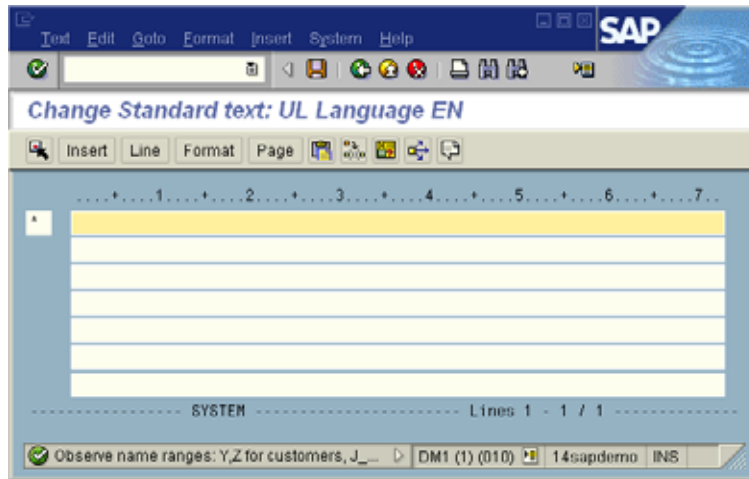 Text Edit Goto Format Insert System Help
SAP
Change Standard text: UL Language EN
Insert Line Format Page
....+....1....+....2....+....3....+....4....+....5....+....6....+....7..
*
------------------ SYSTEM ------------------------ Lines 1 - 1 / 1 --------------
Observe name ranges: Y,Z for customers, J_... DM1 (1) (010) 14sapdemo INS